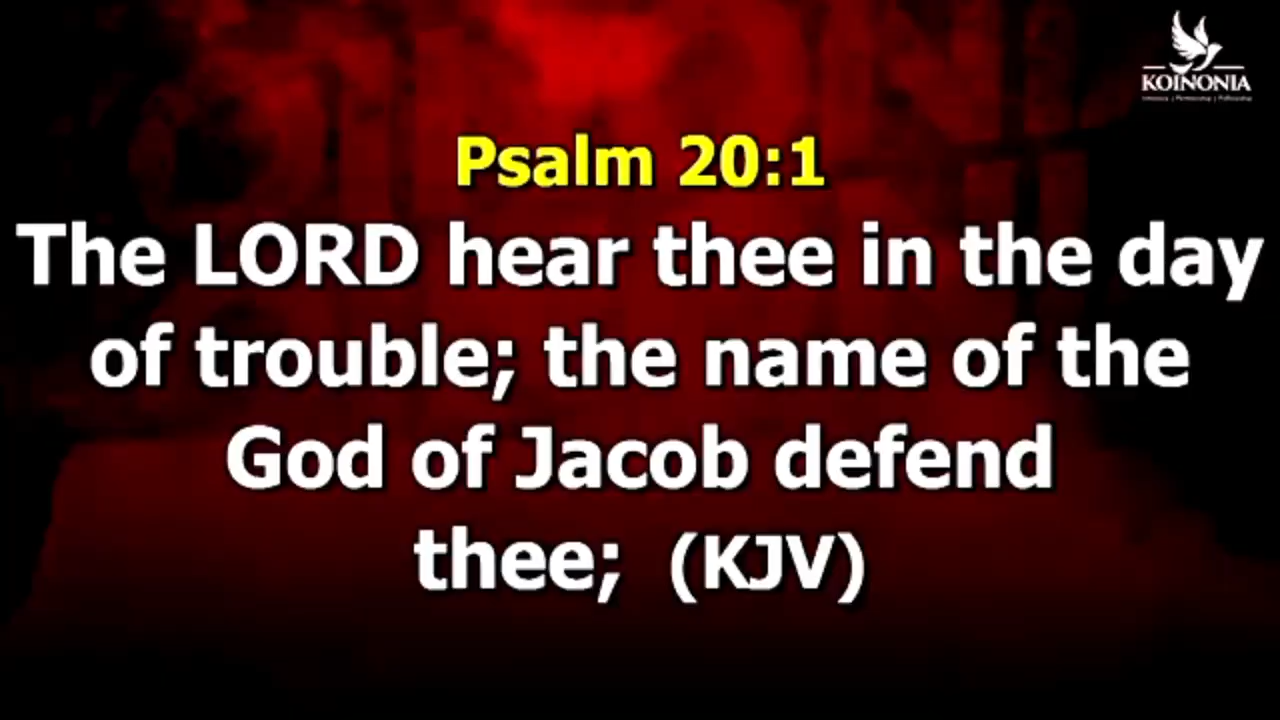 KOINONIA
Psalm 20:1
The LORD hear thee in the day
of trouble; the name of the
God of Jacob defend
thee; (KJV)